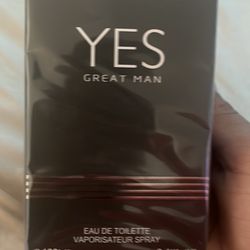 YES
GREAT MAN
EAU DE TOILETTE
VAPORISATEUR SPRAY